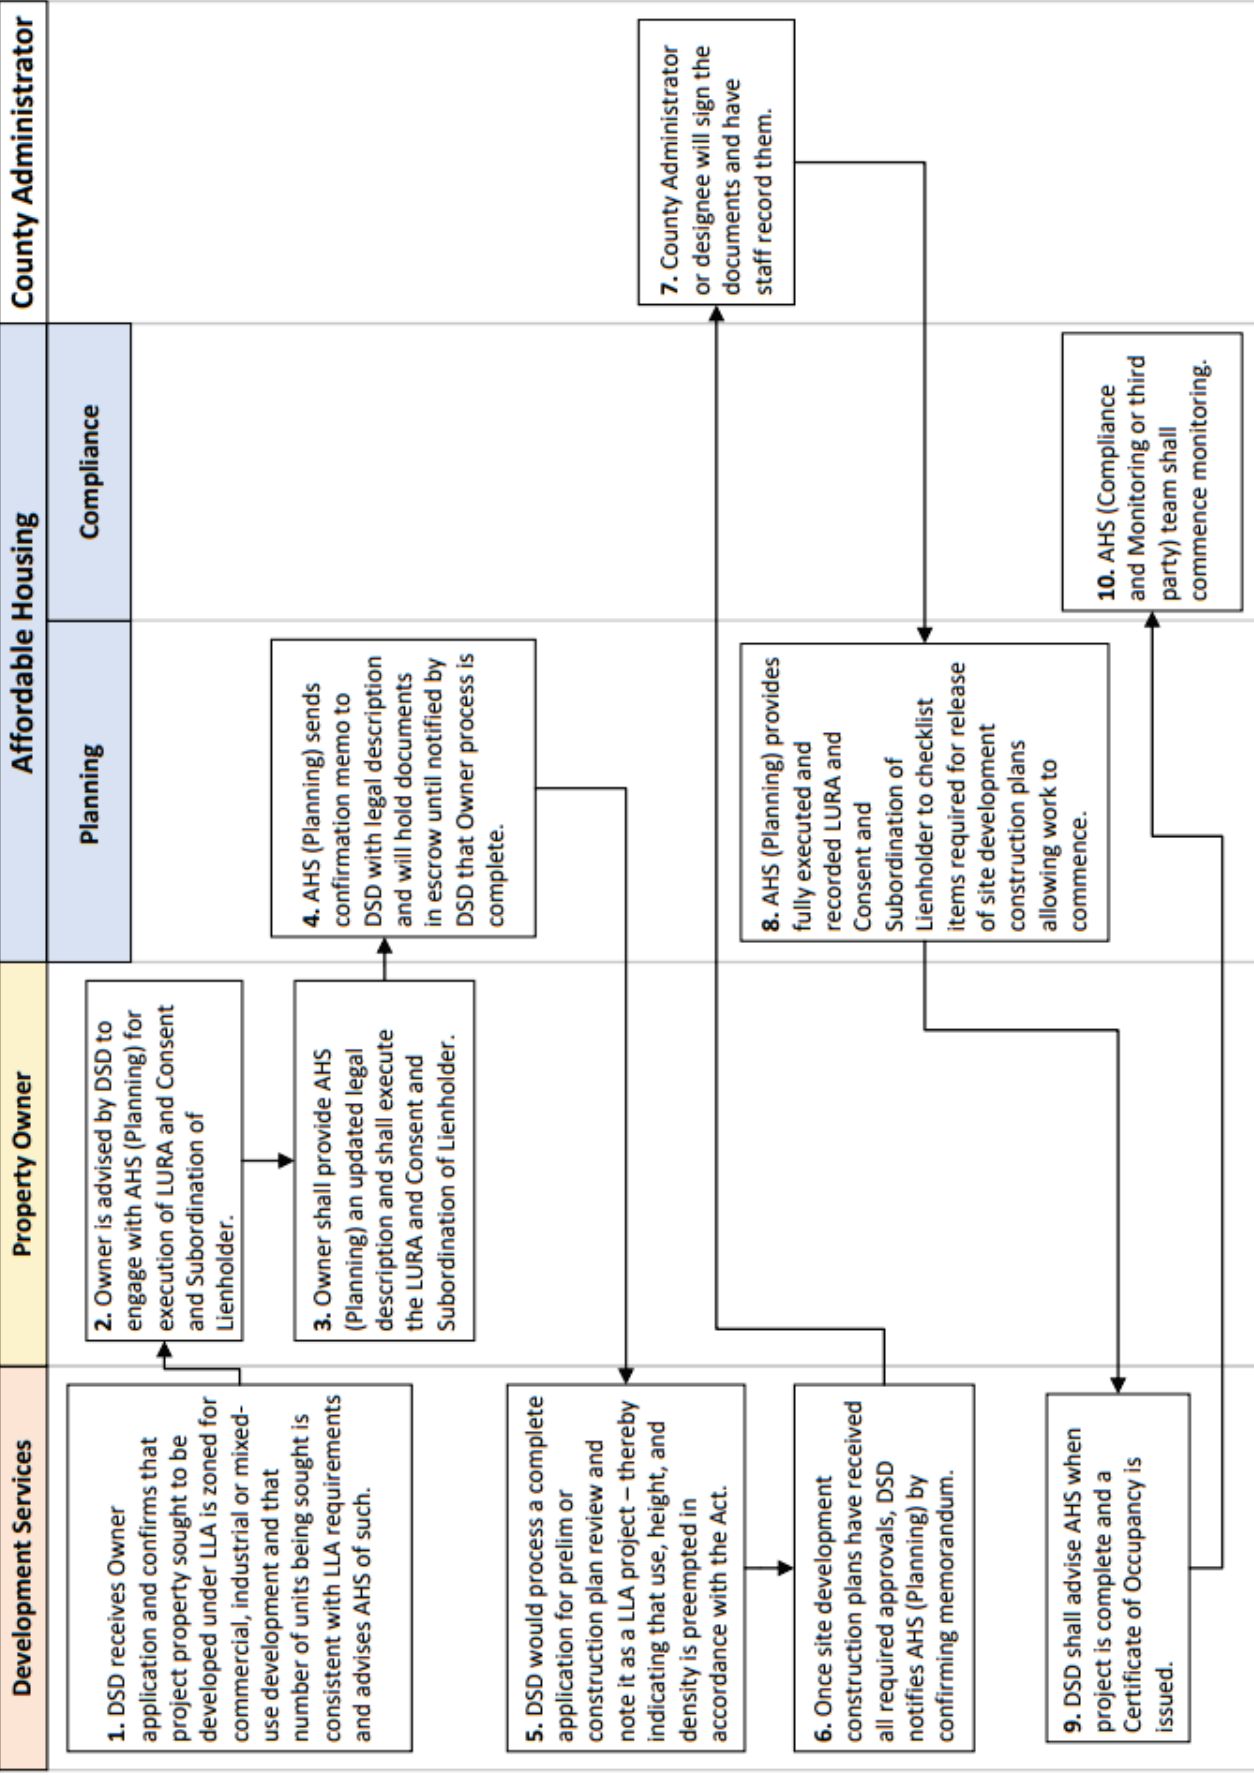 Development Services
Property Owner
Affordable Housing
County Administrator
Planning
Compliance
1. DSD receives Owner
application and confirms that
project property sought to be
developed under LLA is zoned for
commercial, industrial or mixed-
use development and that
number of units being sought is
consistent with LLA requirements
and advises AHS of such.
2. Owner is advised by DSD to
engage with AHS (Planning) for
execution of LURA and Consent
and Subordination of
Lienholder.
3. Owner shall provide AHS
(Planning) an updated legal
description and shall execute
the LURA and Consent and
Subordination of Lienholder.
4. AHS (Planning) sends
confirmation memo to
DSD with legal description
and will hold documents
in escrow until notified by
DSD that Owner process is
complete.
5. DSD would process a complete
application for prelim or
construction plan review and
note it as a LLA project – thereby
indicating that use, height, and
density is preempted in
accordance with the Act.
6. Once site development
construction plans have received
all required approvals, DSD
notifies AHS (Planning) by
confirming memorandum.
7. County Administrator
or designee will sign the
documents and have
staff record them.
8. AHS (Planning) provides
fully executed and
recorded LURA and
Consent and
Subordination of
Lienholder to checklist
items required for release
of site development
construction plans
allowing work to
commence.
9. DSD shall advise AHS when
project is complete and a
Certificate of Occupancy is
issued.
10. AHS (Compliance
and Monitoring or third
party) team shall
commence monitoring.